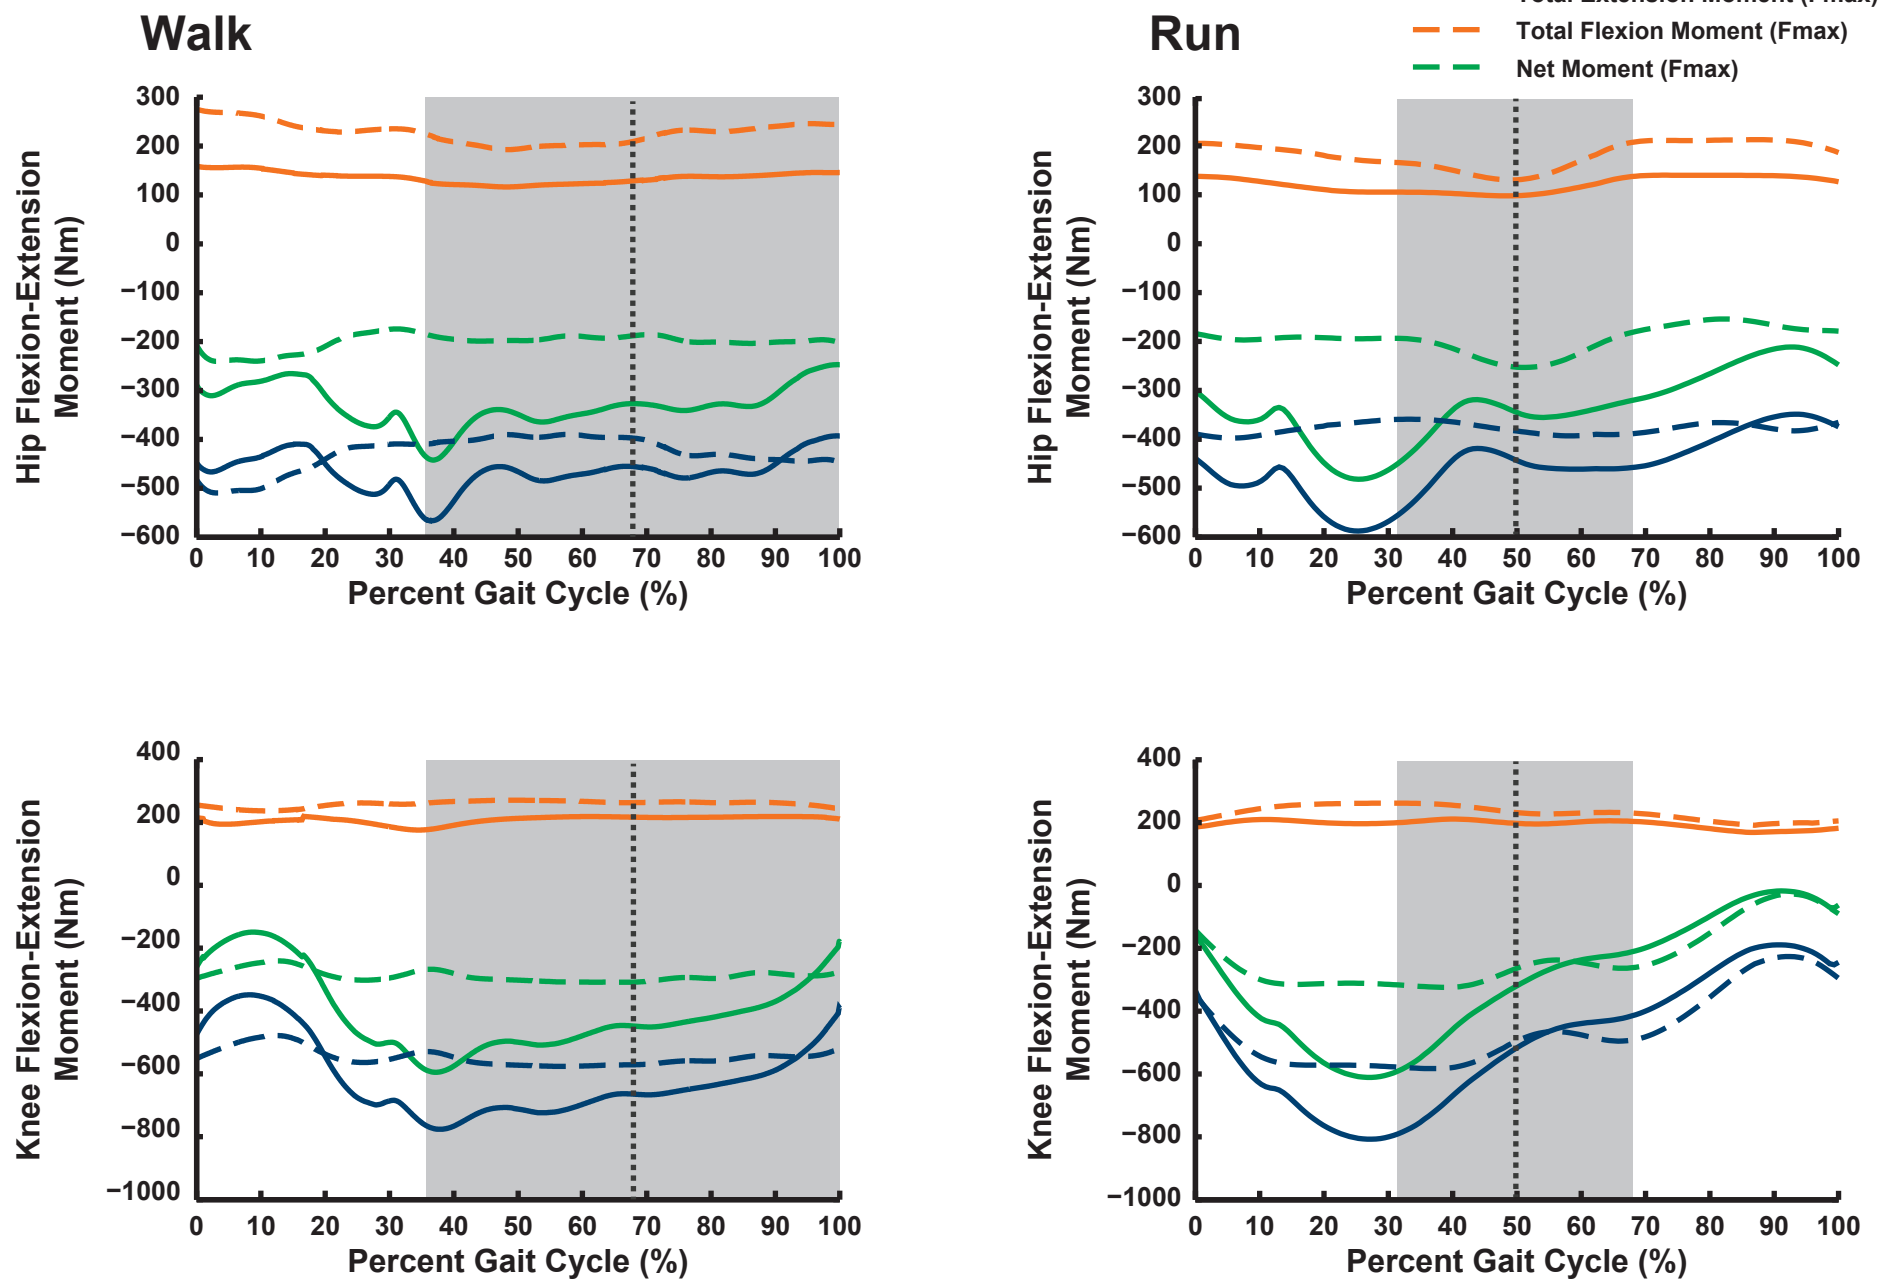 Total Extension Moment (Fmax)
Walk
Run
Total Flexion Moment (Fmax)
Net Moment (Fmax)
Hip Flexion-Extension
Moment (Nm)
300
200
100
0
−100
−200
−300
−400
−500
−600
0 10 20 30 40 50 60 70 80 90 100
Percent Gait Cycle (%)
Hip Flexion-Extension
Moment (Nm)
300
200
100
0
−100
−200
−300
−400
−500
−600
0 10 20 30 40 50 60 70 80 90 100
Percent Gait Cycle (%)
Knee Flexion-Extension
Moment (Nm)
400
200
0
−200
−400
−600
−800
−1000
0 10 20 30 40 50 60 70 80 90 100
Percent Gait Cycle (%)
Knee Flexion-Extension
Moment (Nm)
400
200
0
−200
−400
−600
−800
−1000
0 10 20 30 40 50 60 70 80 90 100
Percent Gait Cycle (%)